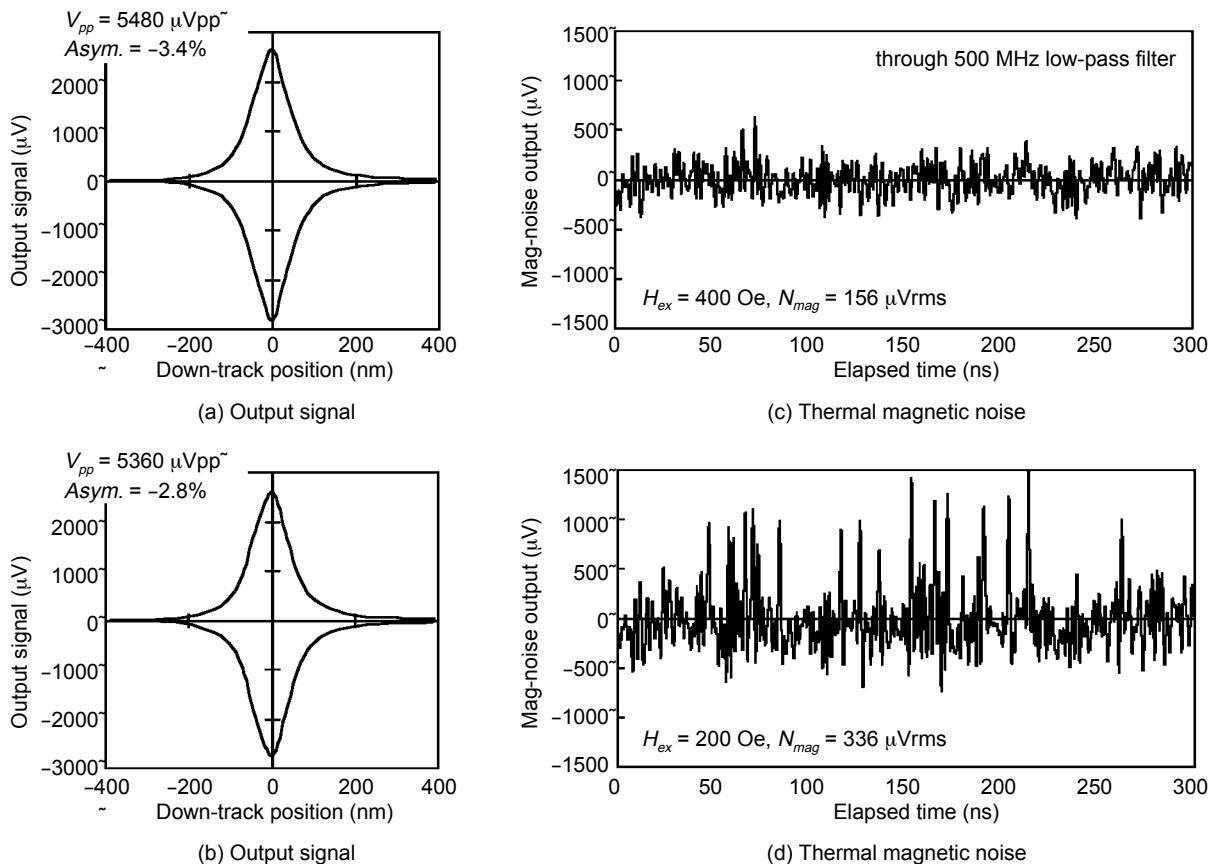 V_pp = 5480 μVpp˜
Asym. = −3.4%
Output signal (μV)
2000˜
1000˜
0˜
−1000˜
−2000˜
−3000˜
−400 −200 0 200 400
˜
Down-track position (nm)
(a) Output signal
Mag-noise output (μV)
1500˜
1000˜
500˜
0˜
−500˜
−1000˜
−1500
through 500 MHz low-pass filter
H_ex = 400 Oe, N_mag = 156 μVrms
0 50 100 150 200 250 300
Elapsed time (ns)
(c) Thermal magnetic noise
V_pp = 5360 μVpp˜
Asym. = −2.8%
Output signal (μV)
2000˜
1000˜
0˜
−1000˜
−2000˜
−3000˜
−400 −200 0 200 400
˜
Down-track position (nm)
(b) Output signal
Mag-noise output (μV)
1500˜
1000˜
500˜
0˜
−500˜
−1000˜
−1500
H_ex = 200 Oe, N_mag = 336 μVrms
0 50 100 150 200 250 300
Elapsed time (ns)
(d) Thermal magnetic noise